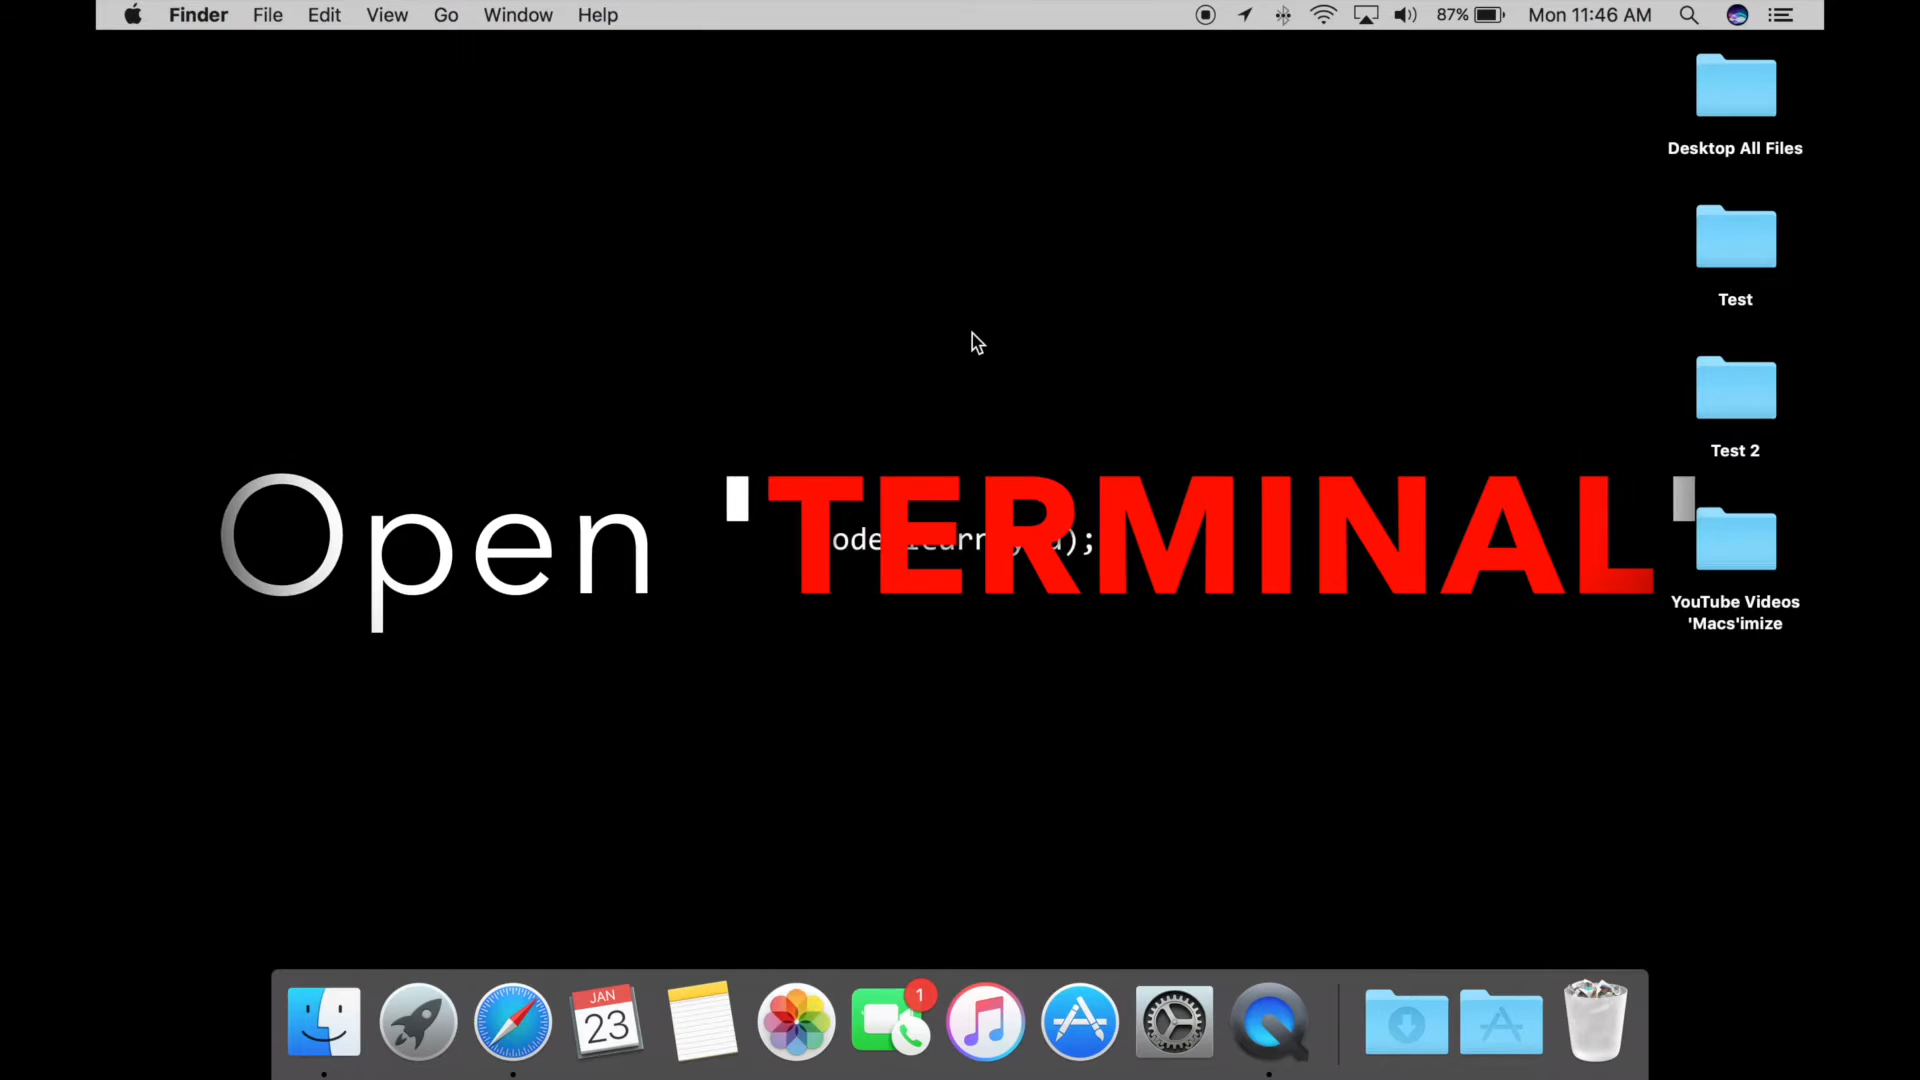 Finder File Edit View Go Window Help 87% Mon 11:46 AM
Desktop All Files
Test
Test 2
Open 'TERMINAL'
YouTube Videos
'Macs'imize
1
JAN
23